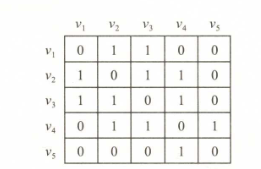 v₁ v₂ v₃ v₄ v₅
v₁ 0 1 1 0 0
v₂ 1 0 1 1 0
v₃ 1 1 0 1 0
v₄ 0 1 1 0 1
v₅ 0 0 0 1 0